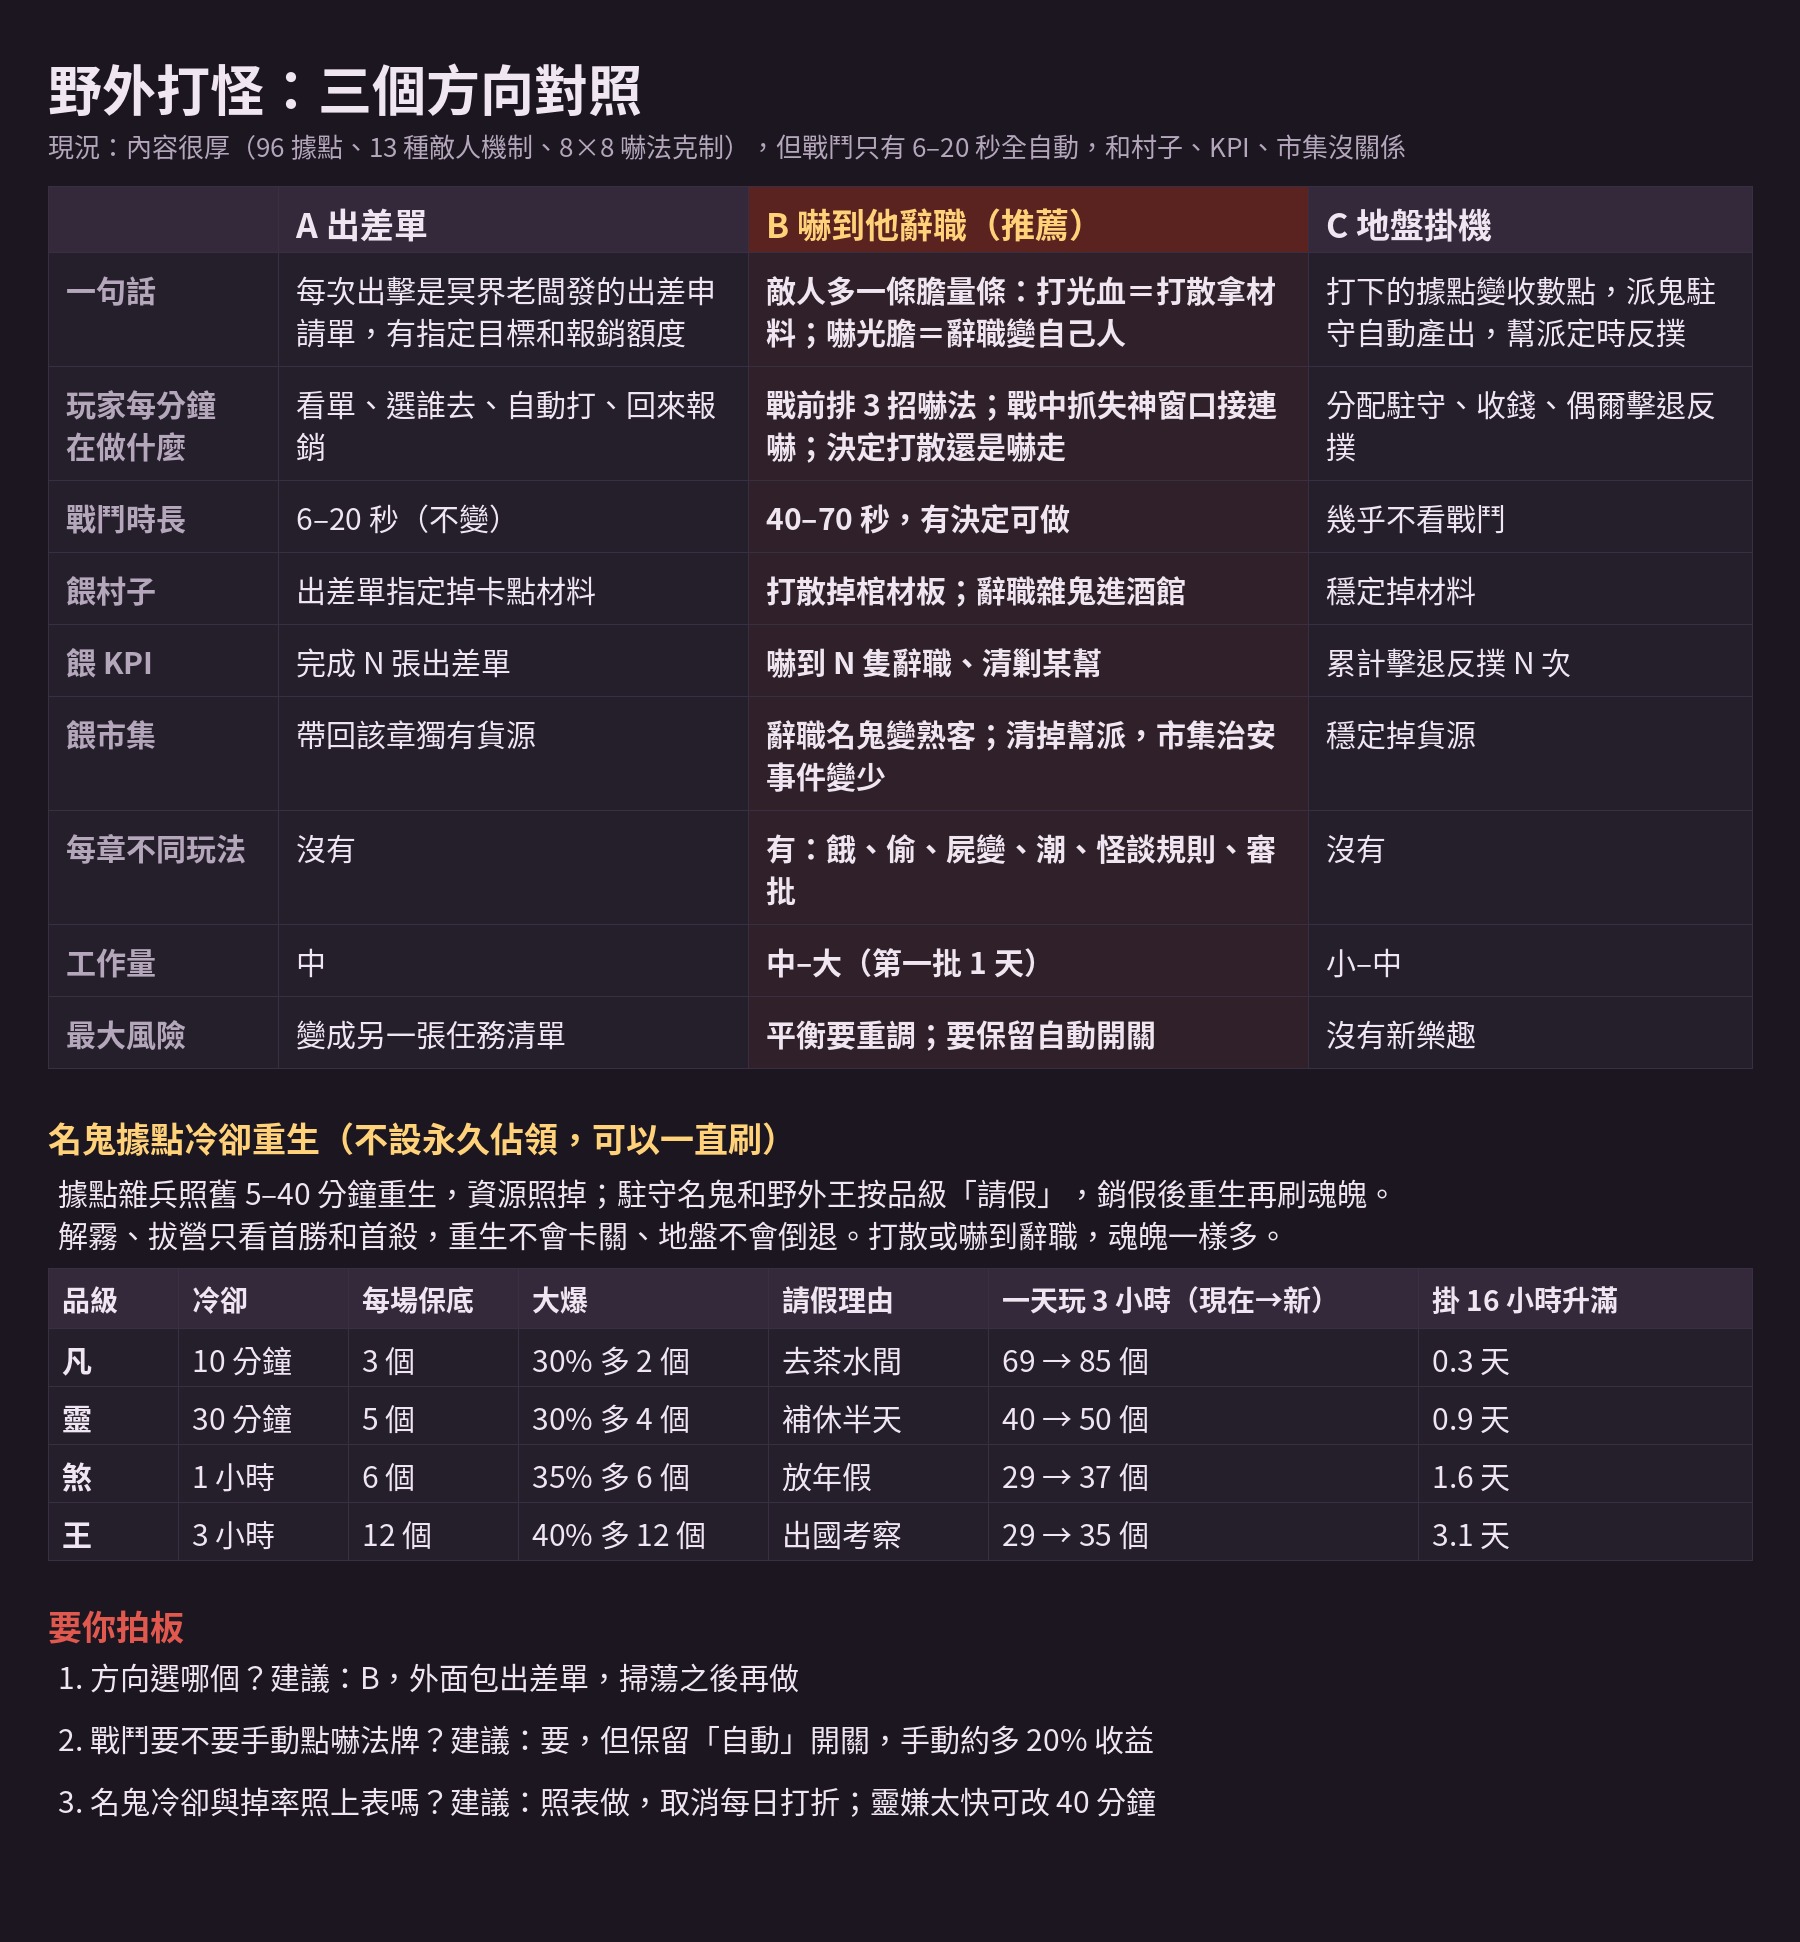 野外打怪：三個方向對照
現況：內容很厚（96 據點、13 種敵人機制、8×8 嚇法克制），但戰鬥只有 6–20 秒全自動，和村子、KPI、市集沒關係
A 出差單
B 嚇到他辭職（推薦）
C 地盤掛機
一句話
每次出擊是冥界老闆發的出差申
請單，有指定目標和報銷額度
敵人多一條膽量條：打光血＝打散拿材
料；嚇光膽＝辭職變自己人
打下的據點變收數點，派鬼駐
守自動產出，幫派定時反撲
玩家每分鐘
在做什麼
看單、選誰去、自動打、回來報
銷
戰前排 3 招嚇法；戰中抓失神窗口接連
嚇；決定打散還是嚇走
分配駐守、收錢、偶爾擊退反
撲
戰鬥時長
6–20 秒（不變）
40–70 秒，有決定可做
幾乎不看戰鬥
餵村子
出差單指定掉卡點材料
打散掉棺材板；辭職雜鬼進酒館
穩定掉材料
餵 KPI
完成 N 張出差單
嚇到 N 隻辭職、清剿某幫
累計擊退反撲 N 次
餵市集
帶回該章獨有貨源
辭職名鬼變熟客；清掉幫派，市集治安
事件變少
穩定掉貨源
每章不同玩法
沒有
有：餓、偷、屍變、潮、怪談規則、審
批
沒有
工作量
中
中–大（第一批 1 天）
小–中
最大風險
變成另一張任務清單
平衡要重調；要保留自動開關
沒有新樂趣
名鬼據點冷卻重生（不設永久佔領，可以一直刷）
據點雜兵照舊 5–40 分鐘重生，資源照掉；駐守名鬼和野外王按品級「請假」，銷假後重生再刷魂魄。
解霧、拔營只看首勝和首殺，重生不會卡關、地盤不會倒退。打散或嚇到辭職，魂魄一樣多。
品級
冷卻
每場保底
大爆
請假理由
一天玩 3 小時（現在→新）
掛 16 小時升滿
凡
10 分鐘
3 個
30% 多 2 個
去茶水間
69 → 85 個
0.3 天
靈
30 分鐘
5 個
30% 多 4 個
補休半天
40 → 50 個
0.9 天
煞
1 小時
6 個
35% 多 6 個
放年假
29 → 37 個
1.6 天
王
3 小時
12 個
40% 多 12 個
出國考察
29 → 35 個
3.1 天
要你拍板
1. 方向選哪個？建議：B，外面包出差單，掃蕩之後再做
2. 戰鬥要不要手動點嚇法牌？建議：要，但保留「自動」開關，手動約多 20% 收益
3. 名鬼冷卻與掉率照上表嗎？建議：照表做，取消每日打折；靈嫌太快可改 40 分鐘